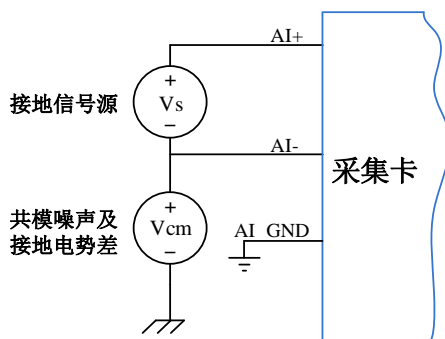 AI+
+
接地信号源
Vs
−
AI-
采集卡
+
共模噪声及
接地电势差
Vcm
−
AI GND